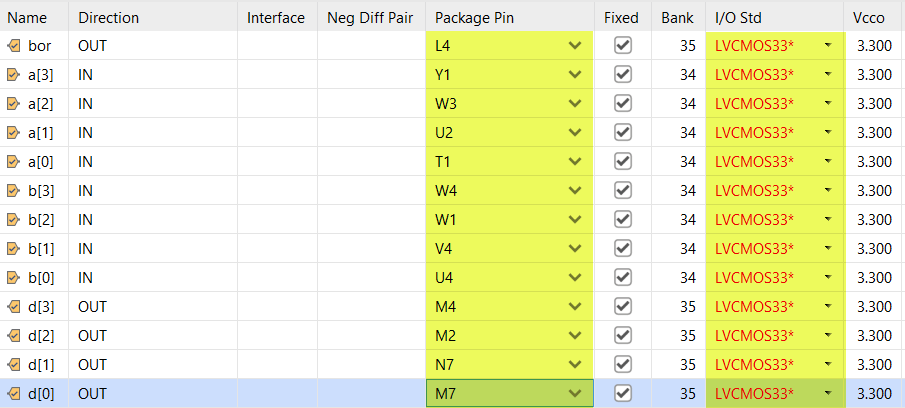 Name Direction Interface Neg Diff Pair Package Pin Fixed Bank I/O Std Vcco
bor OUT L4 35 LVCMOS33* 3.300
a[3] IN Y1 34 LVCMOS33* 3.300
a[2] IN W3 34 LVCMOS33* 3.300
a[1] IN U2 34 LVCMOS33* 3.300
a[0] IN T1 34 LVCMOS33* 3.300
b[3] IN W4 34 LVCMOS33* 3.300
b[2] IN W1 34 LVCMOS33* 3.300
b[1] IN V4 34 LVCMOS33* 3.300
b[0] IN U4 34 LVCMOS33* 3.300
d[3] OUT M4 35 LVCMOS33* 3.300
d[2] OUT M2 35 LVCMOS33* 3.300
d[1] OUT N7 35 LVCMOS33* 3.300
d[0] OUT M7 35 LVCMOS33* 3.300